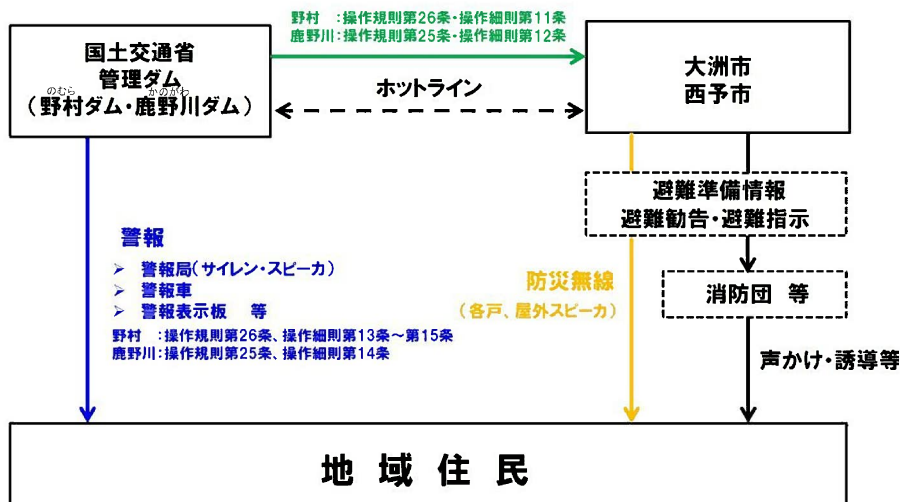 野村　：操作規則第26条・操作細則第11条
鹿野川：操作規則第25条・操作細則第12条
国土交通省
管理ダム
のむら　かのがわ
（野村ダム・鹿野川ダム）
ホットライン
大洲市
西予市
避難準備情報
避難勧告・避難指示
警報
➢ 警報局（サイレン・スピーカ）
➢ 警報車
➢ 警報表示板　等
野村　：操作規則第26条、操作細則第13条～第15条
鹿野川：操作規則第25条、操作細則第14条
防災無線
（各戸、屋外スピーカ）
消防団　等
声かけ・誘導等
地　域　住　民